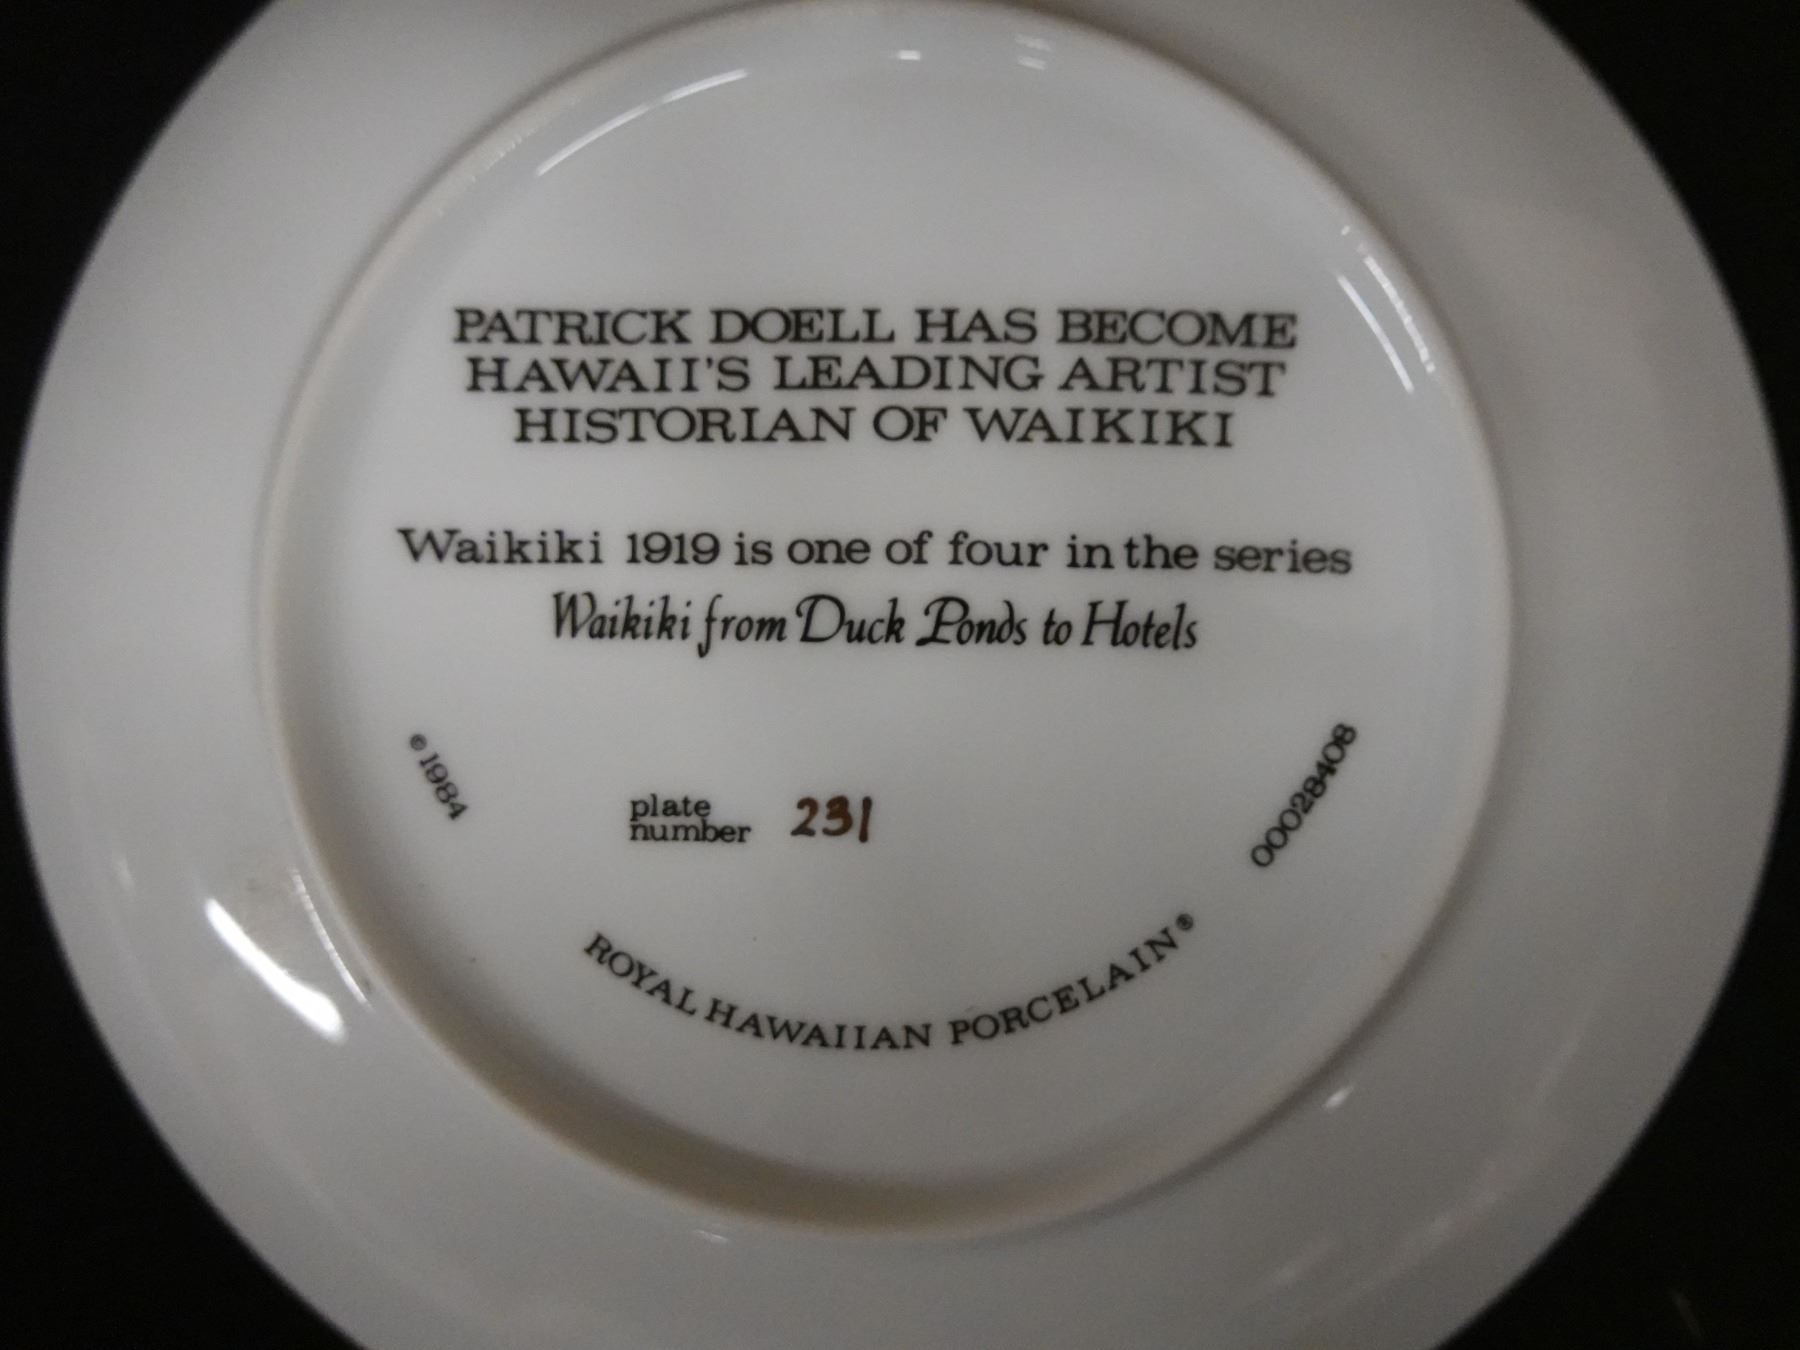 PATRICK DOELL HAS BECOME
HAWAII'S LEADING ARTIST
HISTORIAN OF WAIKIKI
Waikiki 1919 is one of four in the series
Waikiki from Duck Ponds to Hotels
© 1984
plate
number 231
00028408
ROYAL HAWAIIAN PORCELAIN®